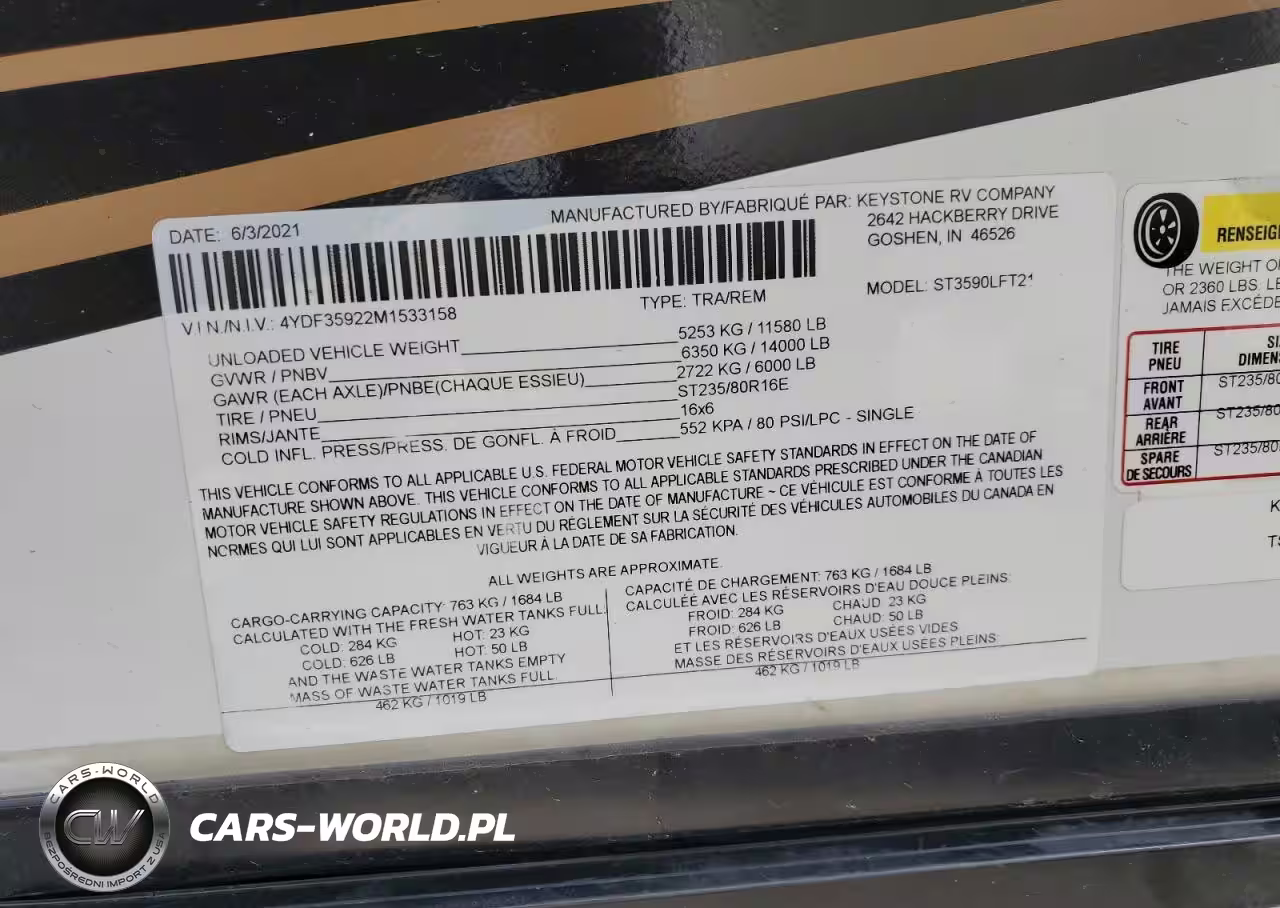 DATE: 6/3/2021
MANUFACTURED BY/FABRIQUÉ PAR: KEYSTONE RV COMPANY
2642 HACKBERRY DRIVE
GOSHEN, IN 46526
V.I.N./N.I.V.: 4YDF35922M1533158
TYPE: TRA/REM
MODEL: ST3590LFT21
UNLOADED VEHICLE WEIGHT 5253 KG / 11580 LB
GVWR / PNBV 6350 KG / 14000 LB
GAWR (EACH AXLE)/PNBE(CHAQUE ESSIEU) 2722 KG / 6000 LB
TIRE / PNEU ST235/80R16E
RIMS/JANTE 16x6
COLD INFL. PRESS/PRESS. DE GONFL. À FROID 552 KPA / 80 PSI/LPC - SINGLE
THIS VEHICLE CONFORMS TO ALL APPLICABLE U.S. FEDERAL MOTOR VEHICLE SAFETY STANDARDS IN EFFECT ON THE DATE OF
MANUFACTURE SHOWN ABOVE. THIS VEHICLE CONFORMS TO ALL APPLICABLE STANDARDS PRESCRIBED UNDER THE CANADIAN
MOTOR VEHICLE SAFETY REGULATIONS IN EFFECT ON THE DATE OF MANUFACTURE ~ CE VÉHICULE EST CONFORME À TOUTES LES
NORMES QUI LUI SONT APPLICABLES EN VERTU DU RÈGLEMENT SUR LA SÉCURITÉ DES VÉHICULES AUTOMOBILES DU CANADA EN
VIGUEUR À LA DATE DE SA FABRICATION.
ALL WEIGHTS ARE APPROXIMATE.
CARGO-CARRYING CAPACITY: 763 KG / 1684 LB
CALCULATED WITH THE FRESH WATER TANKS FULL.
COLD: 284 KG HOT: 23 KG
COLD: 626 LB HOT: 50 LB
AND THE WASTE WATER TANKS EMPTY
MASS OF WASTE WATER TANKS FULL.
462 KG / 1019 LB
CAPACITÉ DE CHARGEMENT: 763 KG / 1684 LB
CALCULÉE AVEC LES RÉSERVOIRS D'EAU DOUCE PLEINS:
FROID: 284 KG CHAUD: 23 KG
FROID: 626 LB CHAUD: 50 LB
ET LES RÉSERVOIRS D'EAUX USÉES VIDES
MASSE DES RÉSERVOIRS D'EAUX USÉES PLEINS:
462 KG / 1019 LB
RENSEIG
THE WEIGHT O
OR 2360 LBS. LE
JAMAIS EXCÉDE
TIRE
PNEU
SI
DIMEN
FRONT
AVANT
ST235/80
REAR
ARRIÈRE
ST235/80
SPARE
DE SECOURS
ST235/80
K
TS
CARS-WORLD
CW
BEZPOŚREDNI IMPORT Z USA
CARS-WORLD.PL